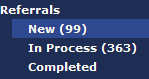 Referrals
New (99)
In Process (363)
Completed